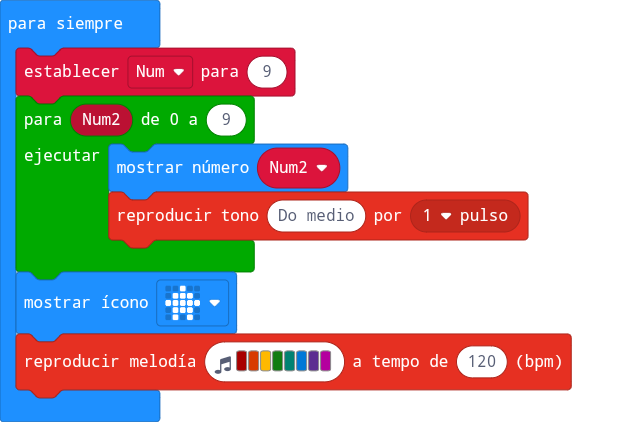 para siempre
establecer Num para 9
para Num2 de 0 a 9
ejecutar
mostrar número Num2
reproducir tono Do medio por 1 pulso
mostrar ícono
reproducir melodía a tempo de 120 (bpm)